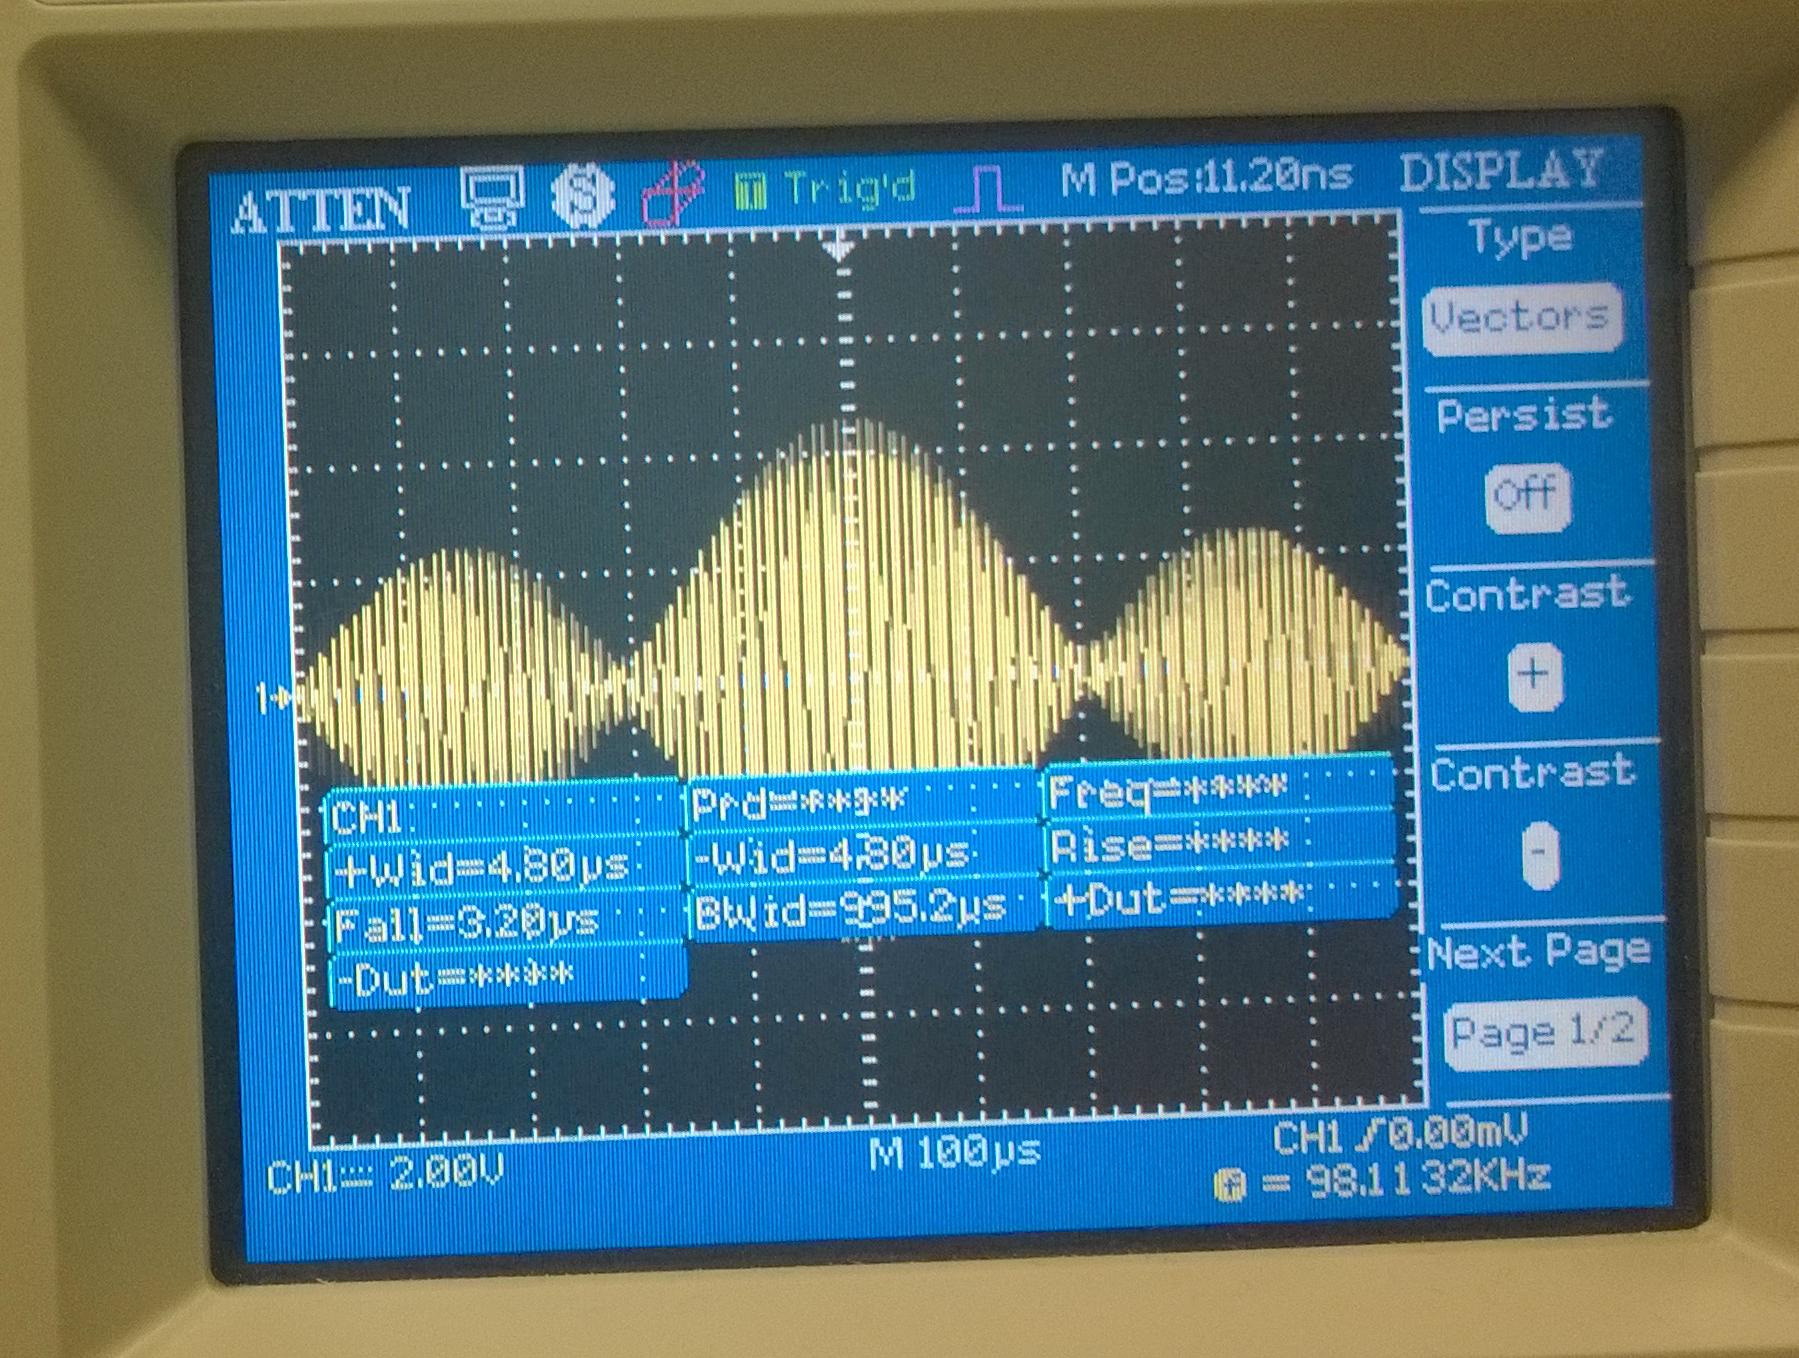 ATTEN T Trig'd M Pos:11.20ns DISPLAY
Type
Vectors
Persist
Off
Contrast
+
Contrast
-
Next Page
Page 1/2
1
CH1 Prd=**** Freq=****
+Wid=4.80µs -Wid=4.80µs Rise=****
Fall=3.20µs BWid=995.2µs +Dut=****
-Dut=****
CH1 2.00V M 100µs CH1 /0.00mV
= 98.1132KHz